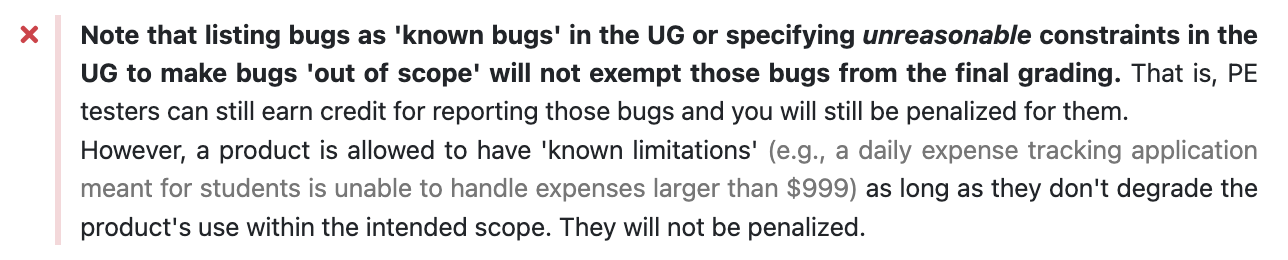 Note that listing bugs as 'known bugs' in the UG or specifying unreasonable constraints in the
UG to make bugs 'out of scope' will not exempt those bugs from the final grading. That is, PE
testers can still earn credit for reporting those bugs and you will still be penalized for them.
However, a product is allowed to have 'known limitations' (e.g., a daily expense tracking application
meant for students is unable to handle expenses larger than $999) as long as they don't degrade the
product's use within the intended scope. They will not be penalized.